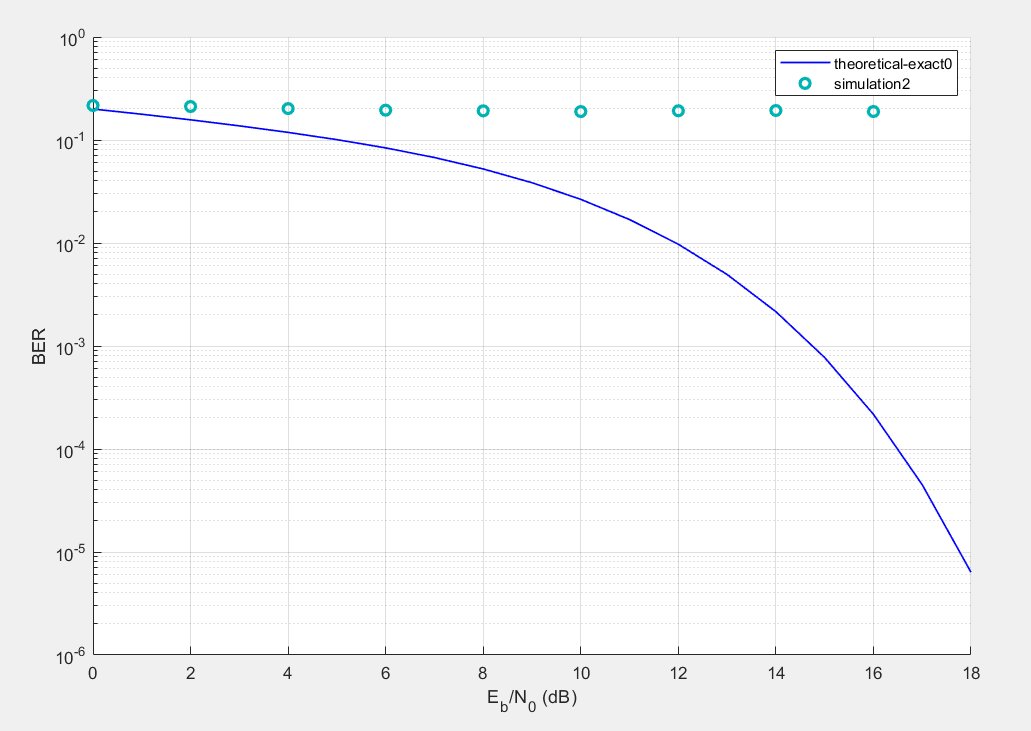 theoretical-exact0
simulation2
10^0
10^-1
10^-2
10^-3
10^-4
10^-5
10^-6
BER
0 2 4 6 8 10 12 14 16 18
E_b/N_0 (dB)